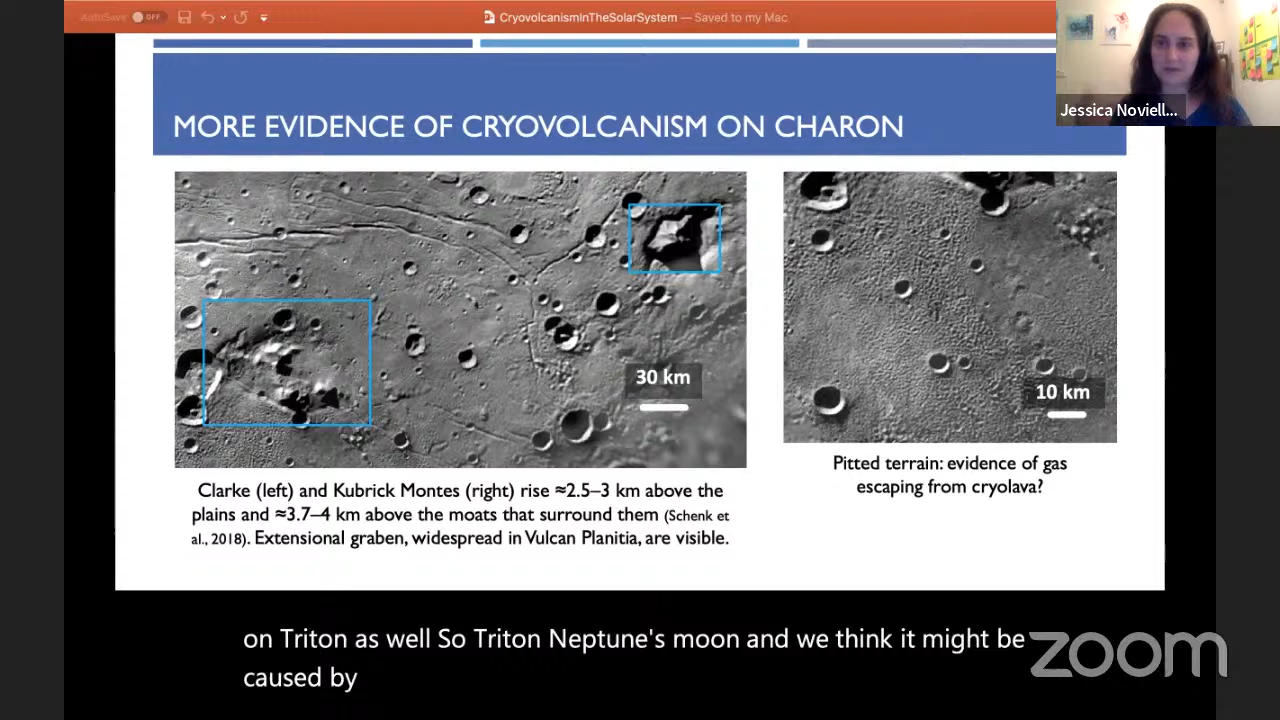 AutoSave OFF
CryovolcanismInTheSolarSystem — Saved to my Mac
Jessica Noviell...
MORE EVIDENCE OF CRYOVOLCANISM ON CHARON
30 km
10 km
Clarke (left) and Kubrick Montes (right) rise ≈2.5–3 km above the
plains and ≈3.7–4 km above the moats that surround them (Schenk et
al., 2018). Extensional graben, widespread in Vulcan Planitia, are visible.
Pitted terrain: evidence of gas
escaping from cryolava?
on Triton as well So Triton Neptune's moon and we think it might be
caused by
zoom